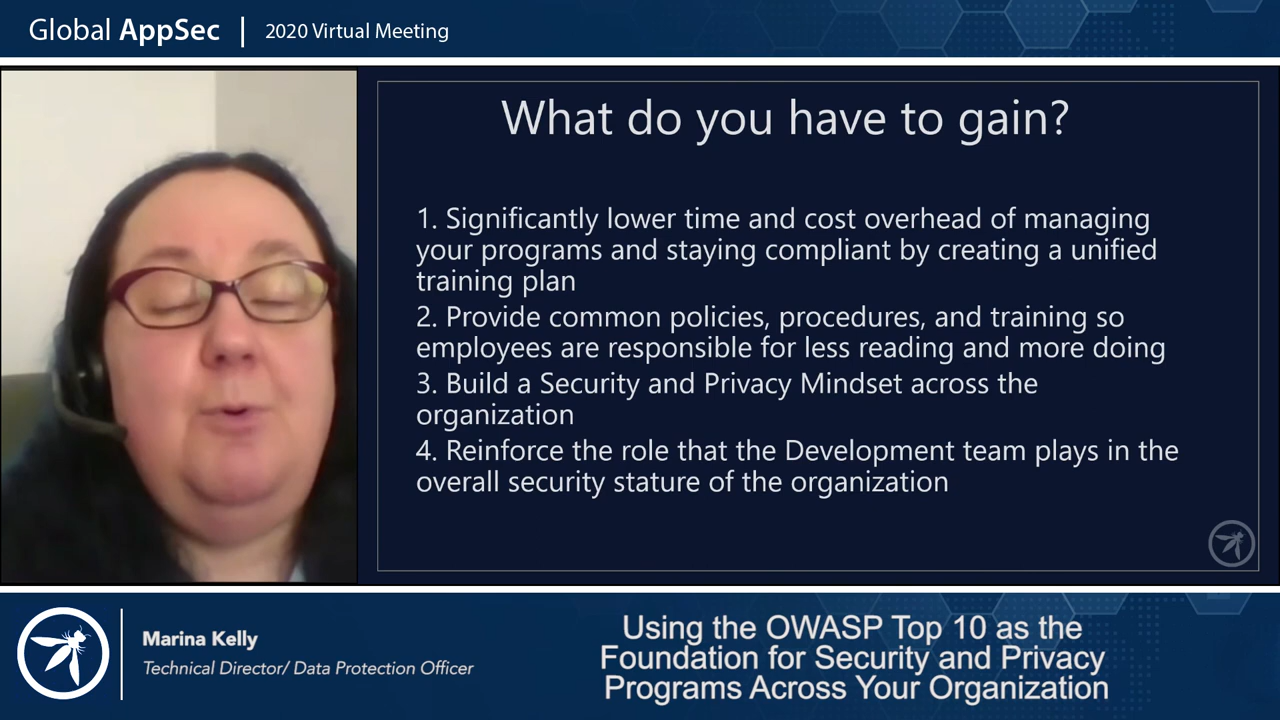 Global AppSec | 2020 Virtual Meeting
What do you have to gain?
1. Significantly lower time and cost overhead of managing
your programs and staying compliant by creating a unified
training plan
2. Provide common policies, procedures, and training so
employees are responsible for less reading and more doing
3. Build a Security and Privacy Mindset across the
organization
4. Reinforce the role that the Development team plays in the
overall security stature of the organization
Marina Kelly
Technical Director/ Data Protection Officer
Using the OWASP Top 10 as the
Foundation for Security and Privacy
Programs Across Your Organization